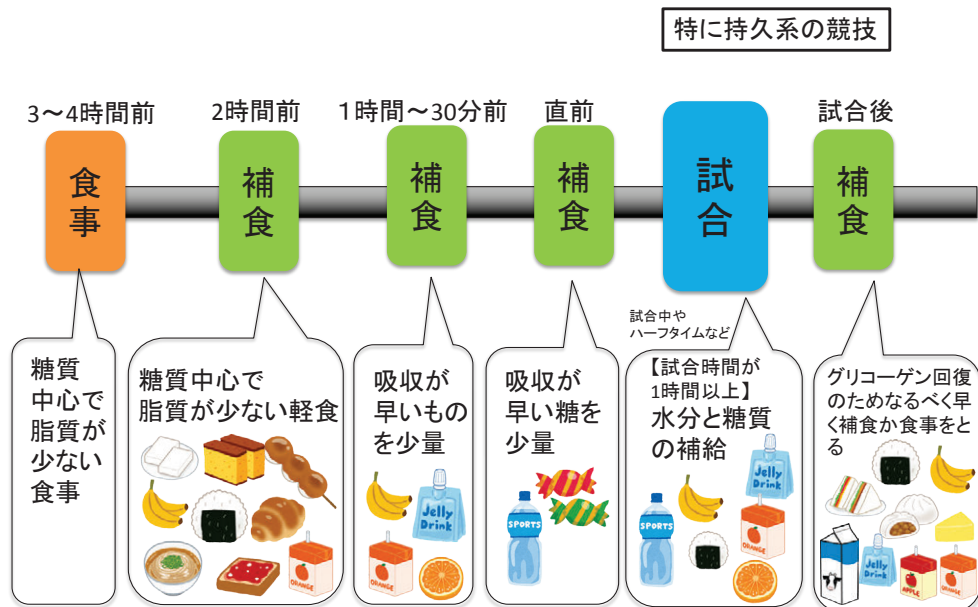 特に持久系の競技
3～4時間前
2時間前
1時間～30分前
直前
試合後
食事
補食
補食
補食
試合
補食
糖質
中心で
脂質が
少ない
食事
糖質中心で
脂質が少ない軽食
ORANGE
吸収が
早いもの
を少量
Jelly
Drink
ORANGE
吸収が
早い糖を
少量
SPORTS
試合中や
ハーフタイムなど
【試合時間が
1時間以上】
水分と糖質
の補給
Jelly
Drink
SPORTS
ORANGE
グリコーゲン回復
のためなるべく早
く補食か食事をと
る
Jelly
Drink
APPLE
ORANGE